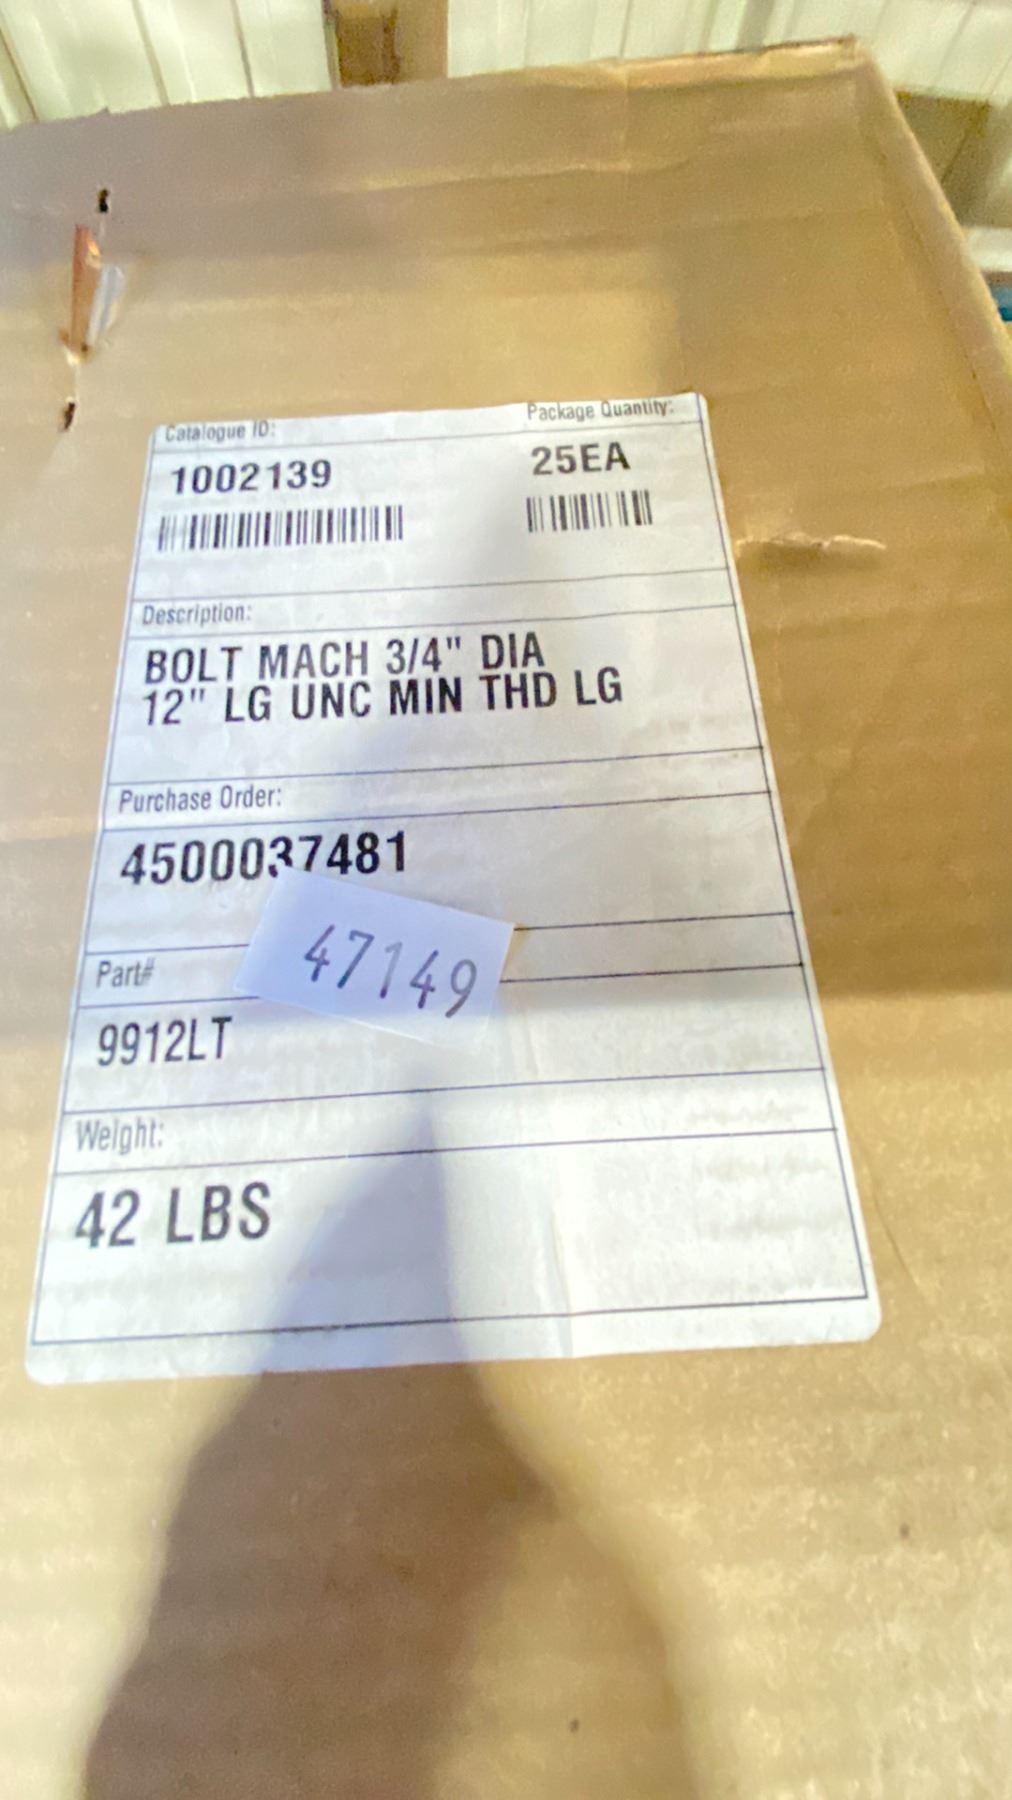 Catalogue ID: Package Quantity:
1002139 25EA
Description:
BOLT MACH 3/4" DIA
12" LG UNC MIN THD LG
Purchase Order:
4500037481
47149
Part#
9912LT
Weight:
42 LBS